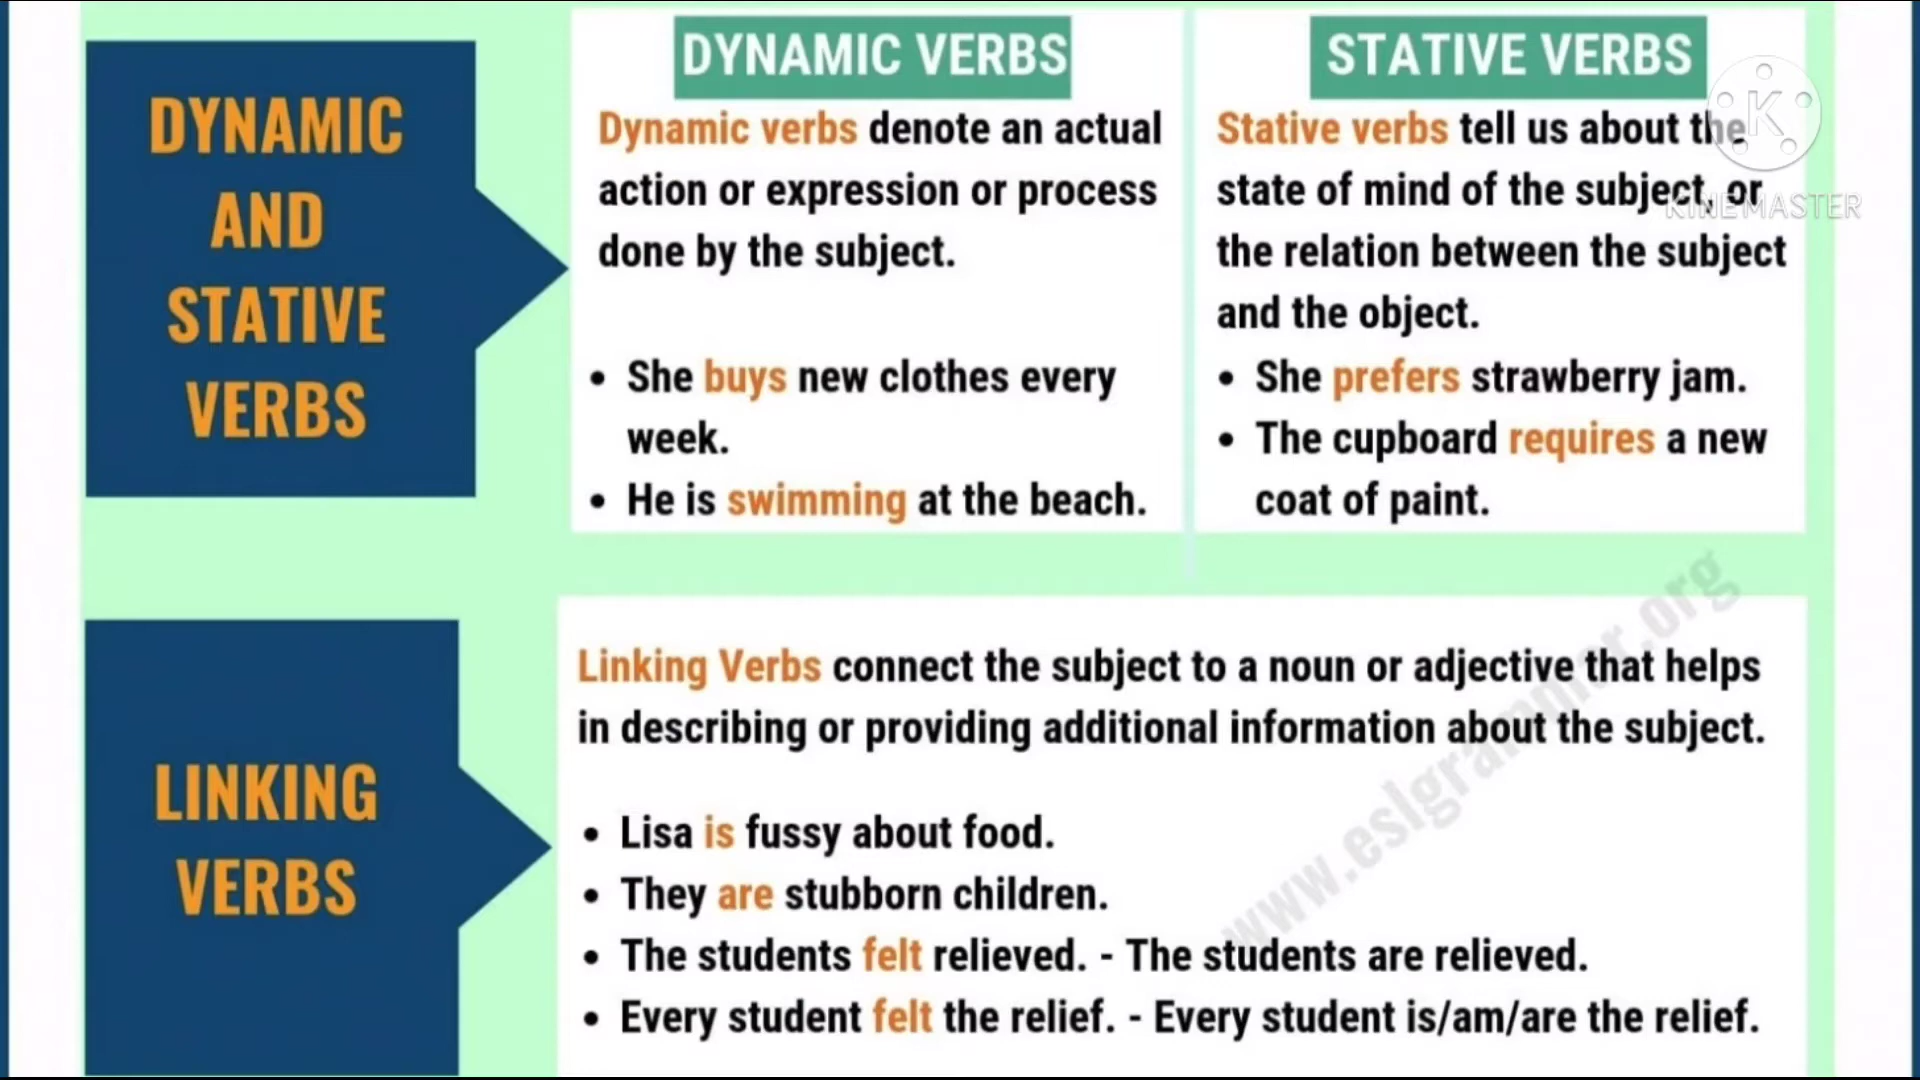 DYNAMIC
AND
STATIVE
VERBS
DYNAMIC VERBS
Dynamic verbs denote an actual
action or expression or process
done by the subject.
• She buys new clothes every
week.
• He is swimming at the beach.
STATIVE VERBS
Stative verbs tell us about the
state of mind of the subject, or
the relation between the subject
and the object.
• She prefers strawberry jam.
• The cupboard requires a new
coat of paint.
K
KINEMASTER
LINKING
VERBS
Linking Verbs connect the subject to a noun or adjective that helps
in describing or providing additional information about the subject.
• Lisa is fussy about food.
• They are stubborn children.
• The students felt relieved. - The students are relieved.
• Every student felt the relief. - Every student is/am/are the relief.
www.eslgrammar.org